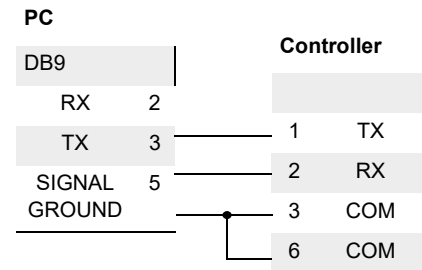 PC
DB9
RX 2
TX 3
SIGNAL 5
GROUND
Controller
1 TX
2 RX
3 COM
6 COM